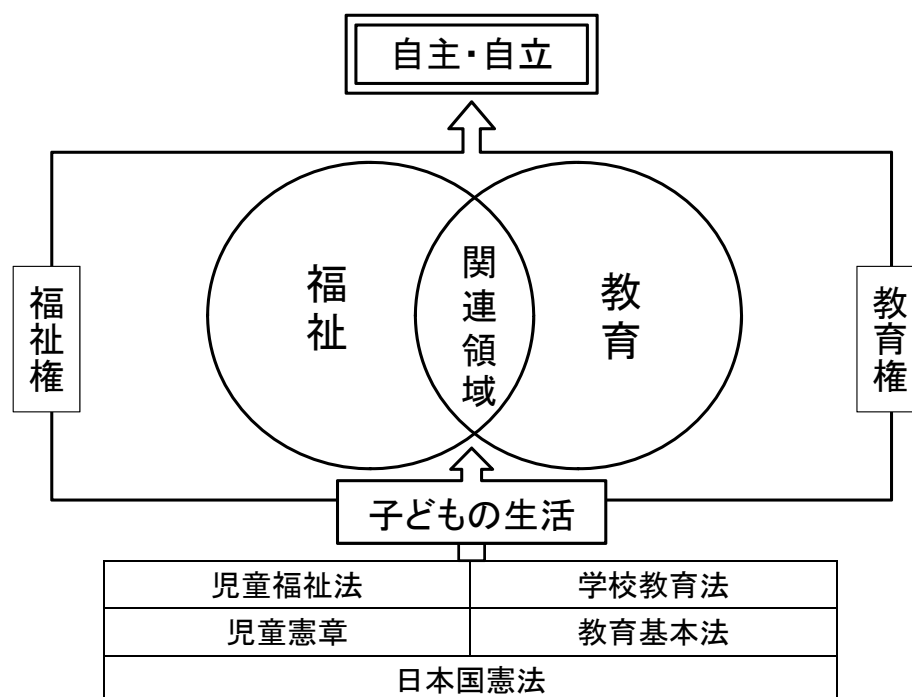 自主・自立
福祉
関連領域
教育
福祉権
教育権
子どもの生活
児童福祉法
学校教育法
児童憲章
教育基本法
日本国憲法